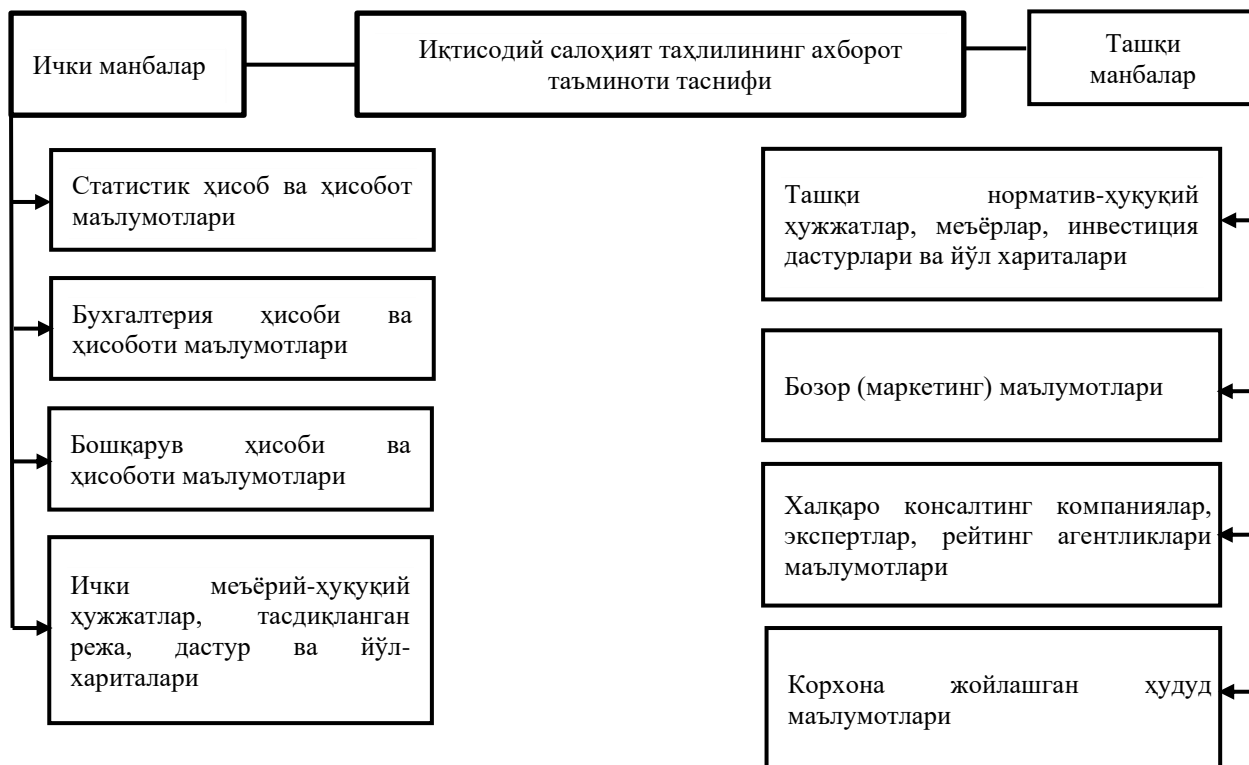 Ички манбалар
Иқтисодий салоҳият таҳлилининг ахборот
таъминоти таснифи
Ташқи
манбалар
Статистик ҳисоб ва ҳисобот
маълумотлари
Бухгалтерия ҳисоби ва
ҳисоботи маълумотлари
Бошқарув ҳисоби ва
ҳисоботи маълумотлари
Ички меъёрий-ҳуқуқий
ҳужжатлар, тасдиқланган
режа, дастур ва йўл-
хариталари
Ташқи норматив-ҳуқуқий
ҳужжатлар, меъёрлар, инвестиция
дастурлари ва йўл хариталари
Бозор (маркетинг) маълумотлари
Халқаро консалтинг компаниялар,
экспертлар, рейтинг агентликлари
маълумотлари
Корхона жойлашган ҳудуд
маълумотлари